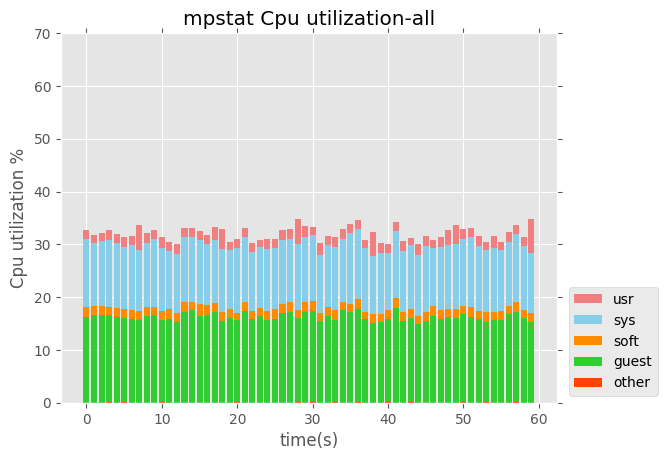 mpstat Cpu utilization-all
Cpu utilization %
70
60
50
40
30
20
10
0
0
10
20
30
40
50
60
time(s)
usr
sys
soft
guest
other